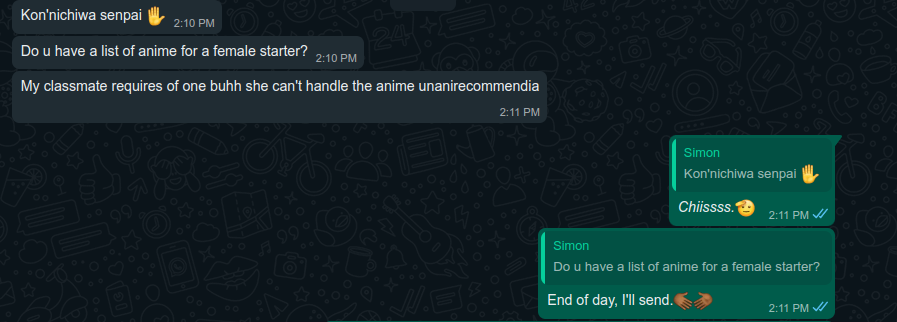 Kon'nichiwa senpai 🖐️ 2:10 PM
Do u have a list of anime for a female starter? 2:10 PM
My classmate requires of one buhh she can't handle the anime unanirecommendia
2:11 PM
Simon
Kon'nichiwa senpai 🖐️
Chiissss.🫡 2:11 PM
Simon
Do u have a list of anime for a female starter?
End of day, I'll send.🫱🏾‍🫲🏾 2:11 PM